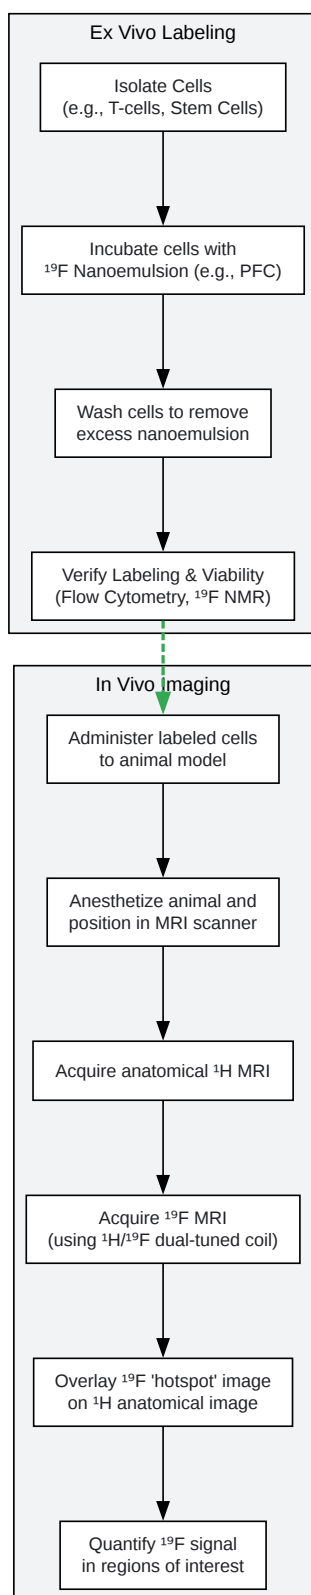 Ex Vivo Labeling
Isolate Cells
(e.g., T-cells, Stem Cells)
Incubate cells with
¹⁹F Nanoemulsion (e.g., PFC)
Wash cells to remove
excess nanoemulsion
Verify Labeling & Viability
(Flow Cytometry, ¹⁹F NMR)
In Vivo Imaging
Administer labeled cells
to animal model
Anesthetize animal and
position in MRI scanner
Acquire anatomical ¹H MRI
Acquire ¹⁹F MRI
(using ¹H/¹⁹F dual-tuned coil)
Overlay ¹⁹F 'hotspot' image
on ¹H anatomical image
Quantify ¹⁹F signal
in regions of interest